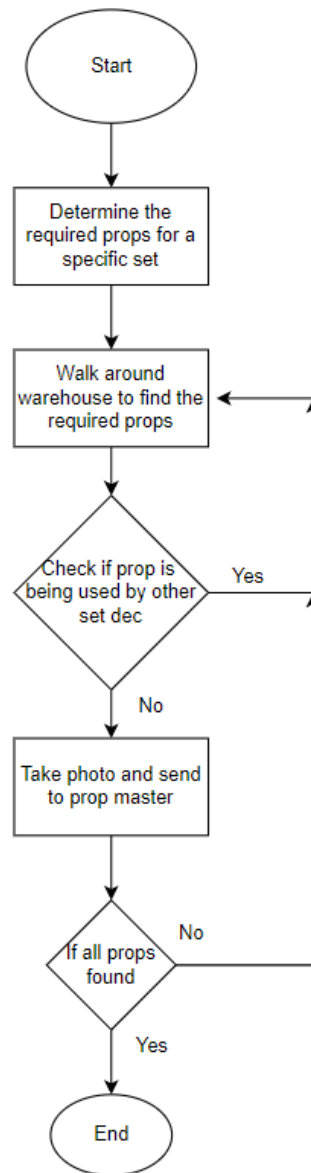 Start
Determine the
required props for a
specific set
Walk around
warehouse to find the
required props
Check if prop is
being used by other
set dec
Yes
No
Take photo and send
to prop master
If all props
found
No
Yes
End